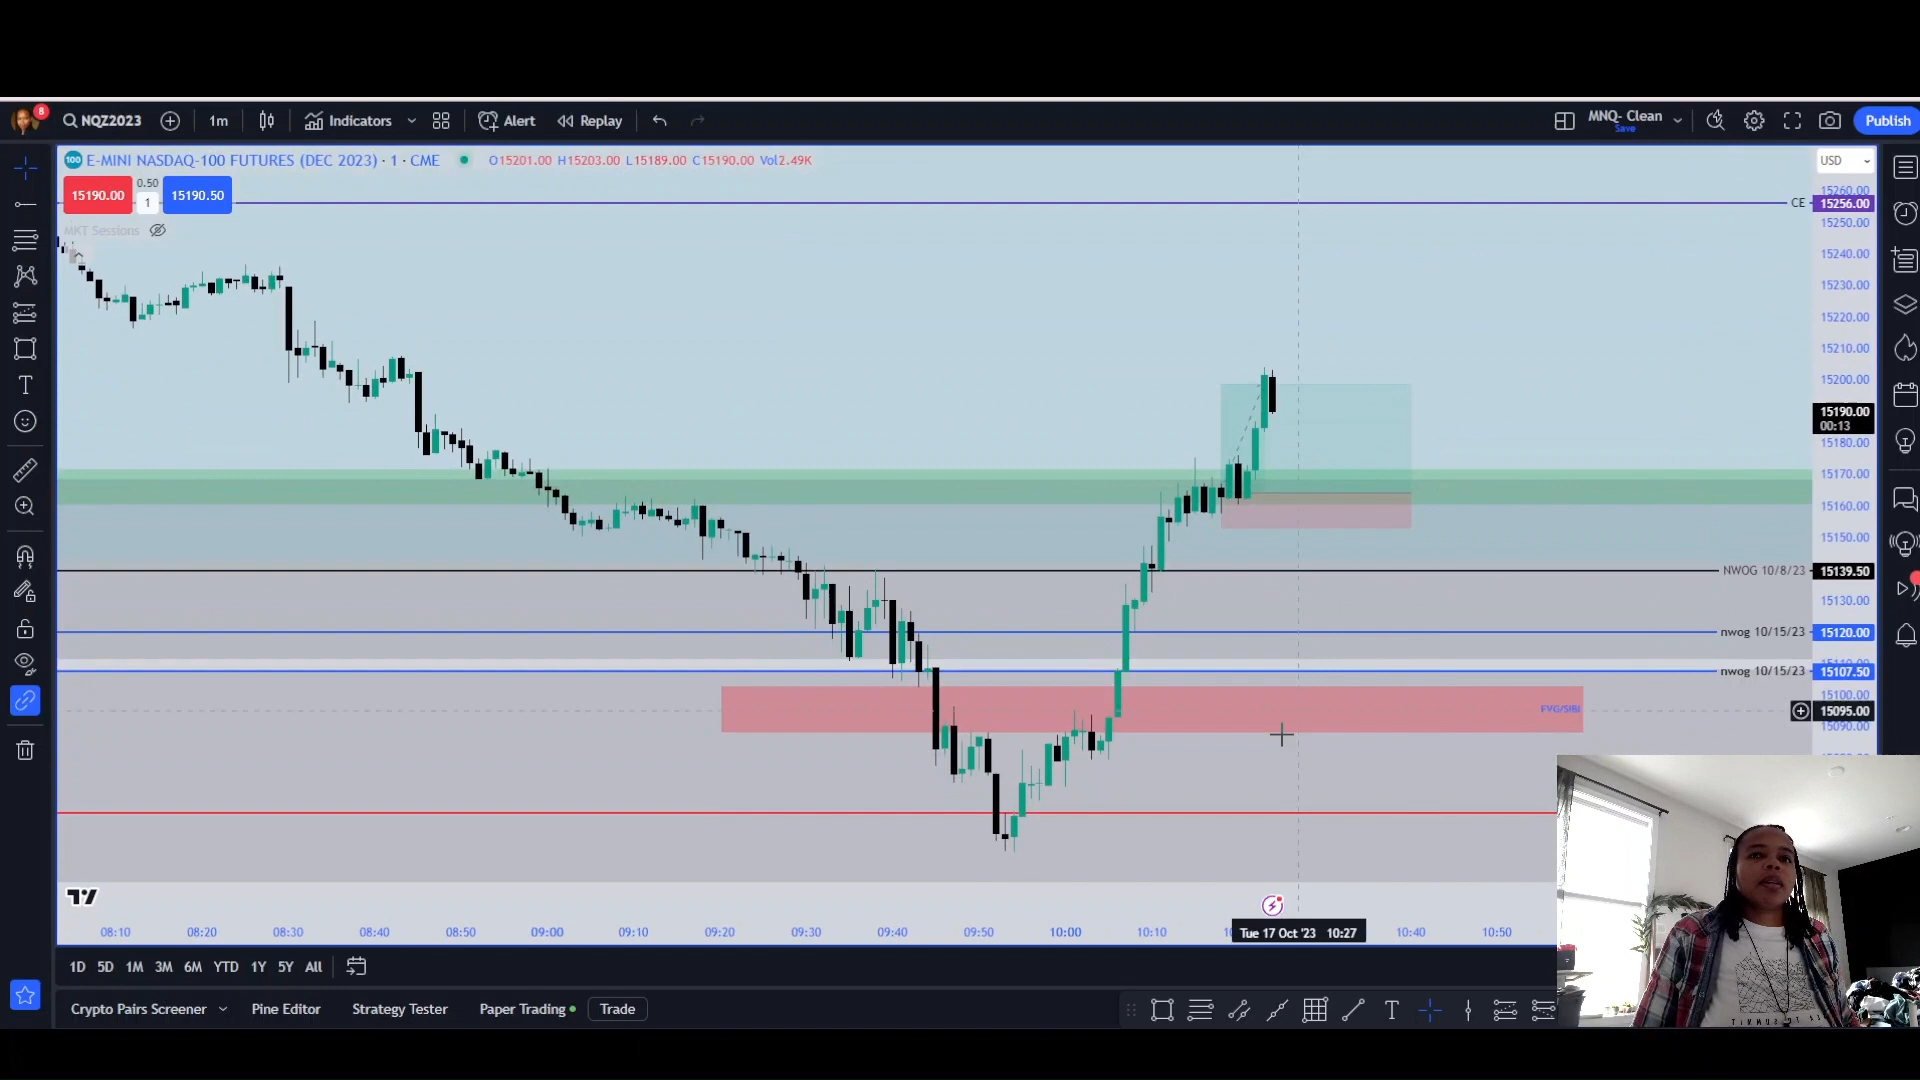 8
NQZ2023
1m
Indicators
Alert
Replay
MNQ- Clean
Save
Publish
100
E-MINI NASDAQ-100 FUTURES (DEC 2023) · 1 · CME
O15201.00 H15203.00 L15189.00 C15190.00 Vol2.49K
USD
15190.00
0.50
1
15190.50
MKT Sessions
15260.00
CE
15256.00
15250.00
15240.00
15230.00
15220.00
15210.00
15200.00
15190.00
00:13
15180.00
15170.00
15160.00
15150.00
NWOG 10/8/23
15139.50
15130.00
nwog 10/15/23
15120.00
nwog 10/15/23
15107.50
15100.00
FVG/SIBI
15095.00
15090.00
08:10 08:20 08:30 08:40 08:50 09:00 09:10 09:20 09:30 09:40 09:50 10:00 10:10
Tue 17 Oct '23 10:27
10:40 10:50
1D 5D 1M 3M 6M YTD 1Y 5Y All
Crypto Pairs Screener
Pine Editor
Strategy Tester
Paper Trading
Trade